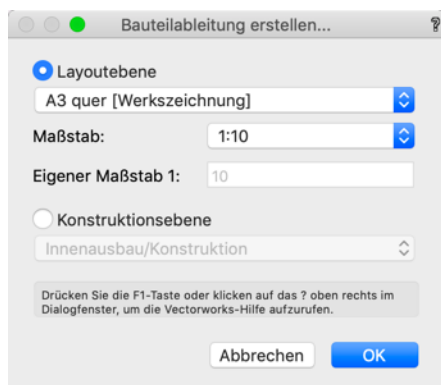 Bauteilableitung erstellen...
?
Layoutebene
A3 quer [Werkszeichnung]
Maßstab: 1:10
Eigener Maßstab 1: 10
Konstruktionsebene
Innenausbau/Konstruktion
Drücken Sie die F1-Taste oder klicken auf das ? oben rechts im
Dialogfenster, um die Vectorworks-Hilfe aufzurufen.
Abbrechen OK